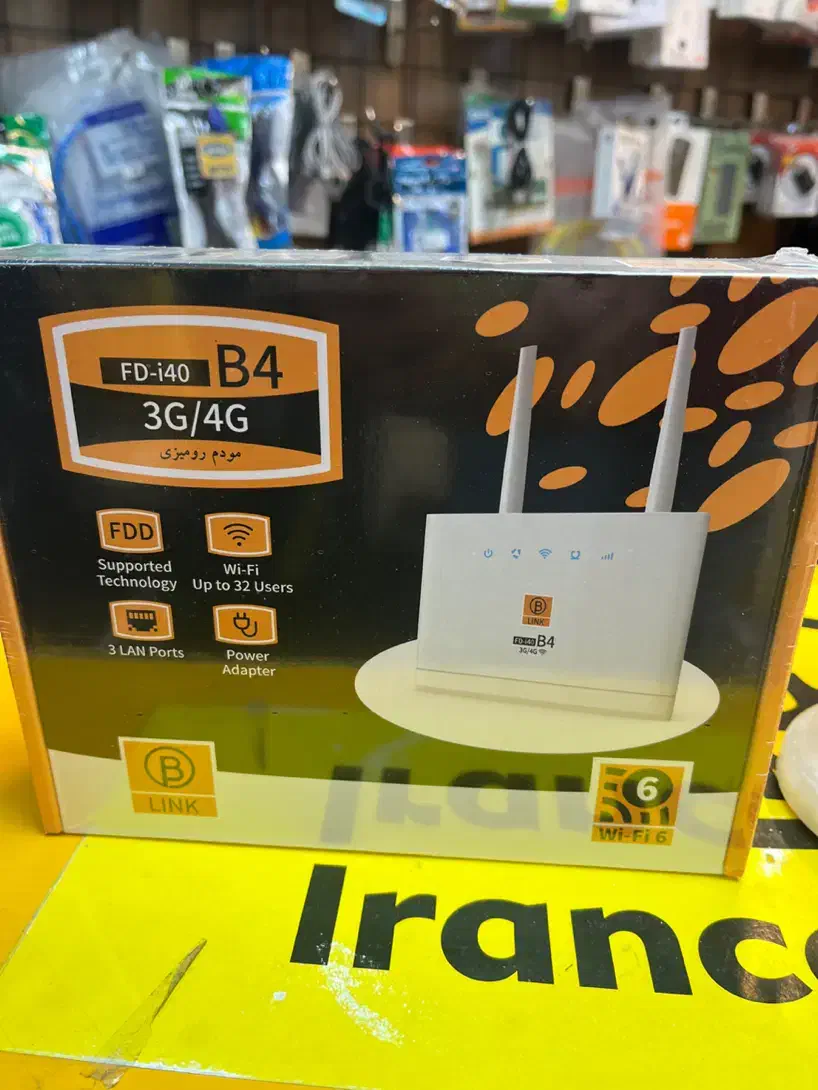 FD-i40 B4
3G/4G
مودم رومیزی
FDD
Supported
Technology
Wi-Fi
Up to 32 Users
3 LAN Ports
Power
Adapter
B
LINK
FD-i40 B4
3G/4G
B
LINK
6
Wi-Fi 6
Iranc